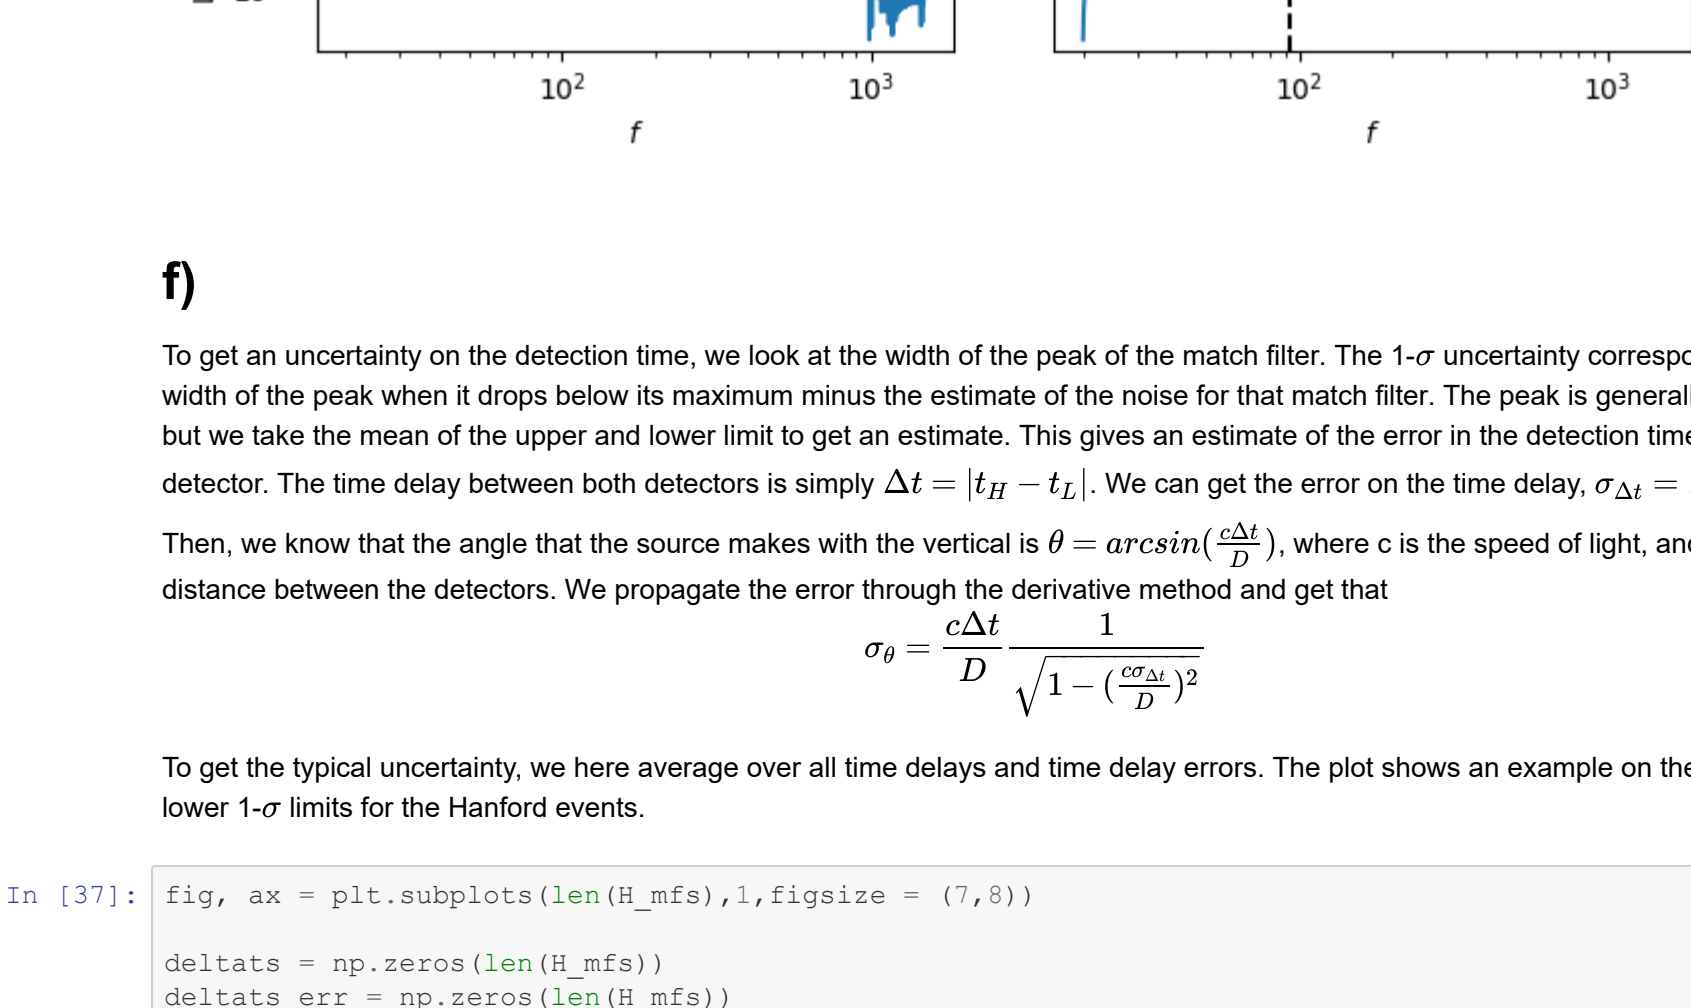 10² 10³ 10² 10³
f f
f)
To get an uncertainty on the detection time, we look at the width of the peak of the match filter. The 1-σ uncertainty correspo
width of the peak when it drops below its maximum minus the estimate of the noise for that match filter. The peak is general
but we take the mean of the upper and lower limit to get an estimate. This gives an estimate of the error in the detection time
detector. The time delay between both detectors is simply Δt = |t_H − t_L|. We can get the error on the time delay, σ_Δt =
Then, we know that the angle that the source makes with the vertical is θ = arcsin(cΔt/D), where c is the speed of light, and
distance between the detectors. We propagate the error through the derivative method and get that
σ_θ = cΔt/D 1/√(1 − (cσ_Δt/D)²)
To get the typical uncertainty, we here average over all time delays and time delay errors. The plot shows an example on the
lower 1-σ limits for the Hanford events.
In [37]: fig, ax = plt.subplots(len(H_mfs),1,figsize = (7,8))
deltats = np.zeros(len(H_mfs))
deltats_err = np.zeros(len(H_mfs))